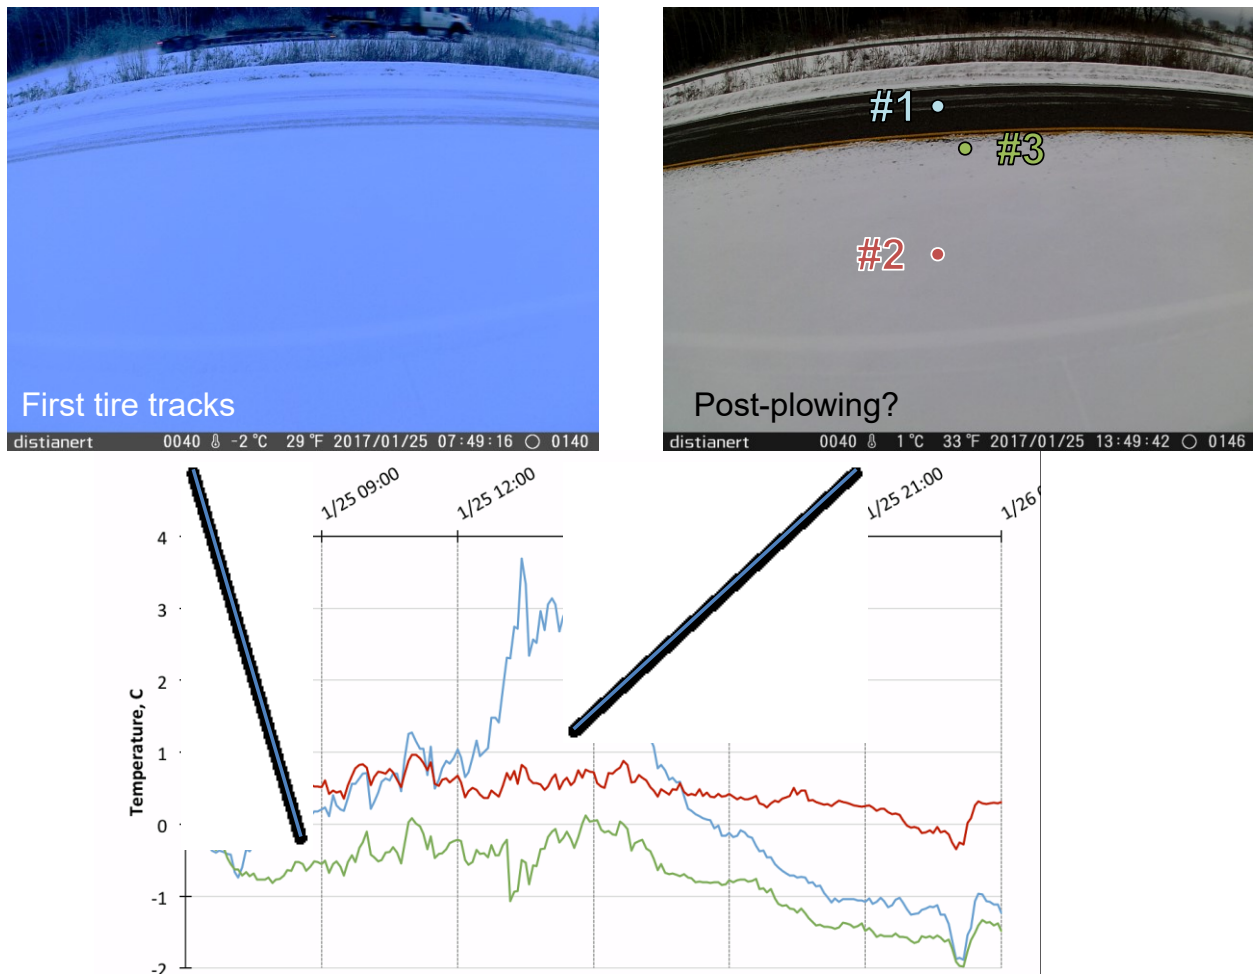 #1
#3
#2
First tire tracks
Post-plowing?
distianert 0040 -2 °C 29 °F 2017/01/25 07:49:16 0140
distianert 0040 1 °C 33 °F 2017/01/25 13:49:42 0146
1/25 09:00
1/25 12:00
1/25 21:00
1/26
4
3
2
1
0
-1
-2
Temperature, C